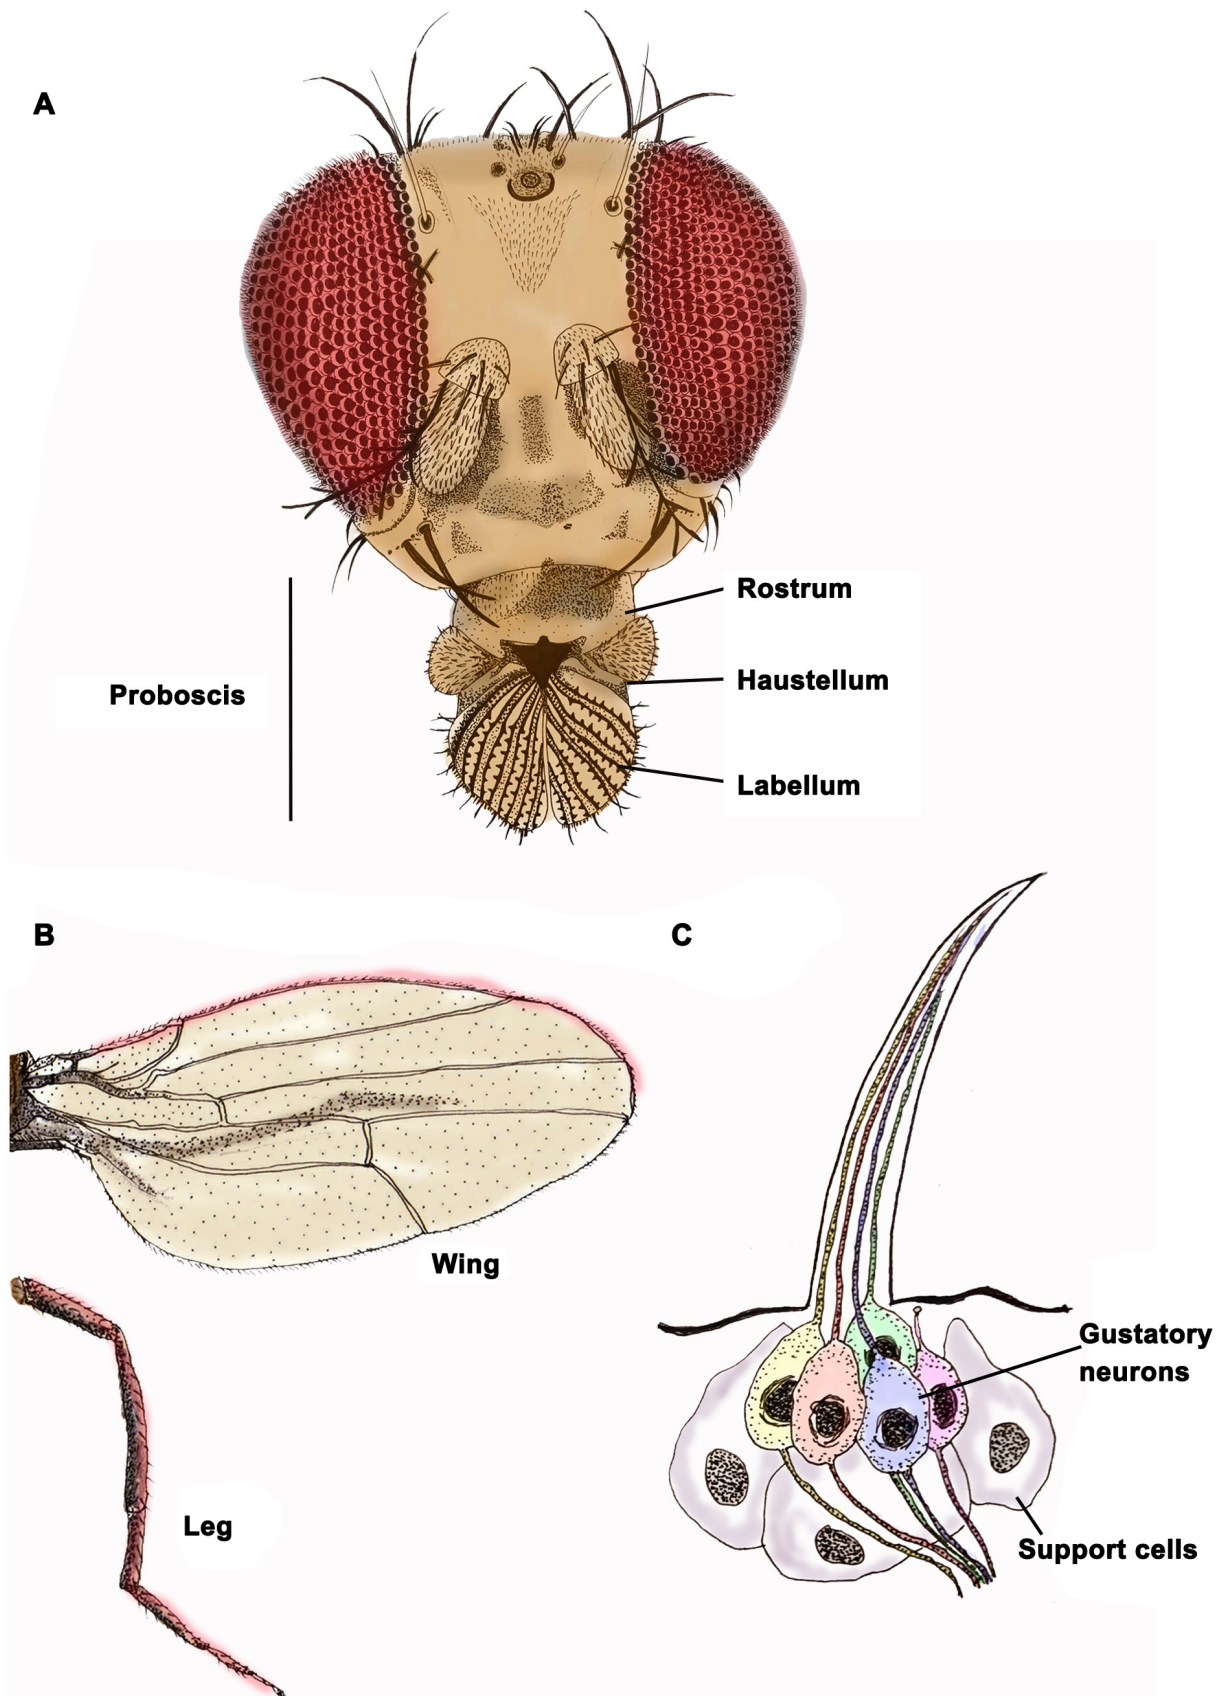 A
Rostrum
Haustellum
Proboscis
Labellum
B
C
Wing
Gustatory
neurons
Leg
Support cells